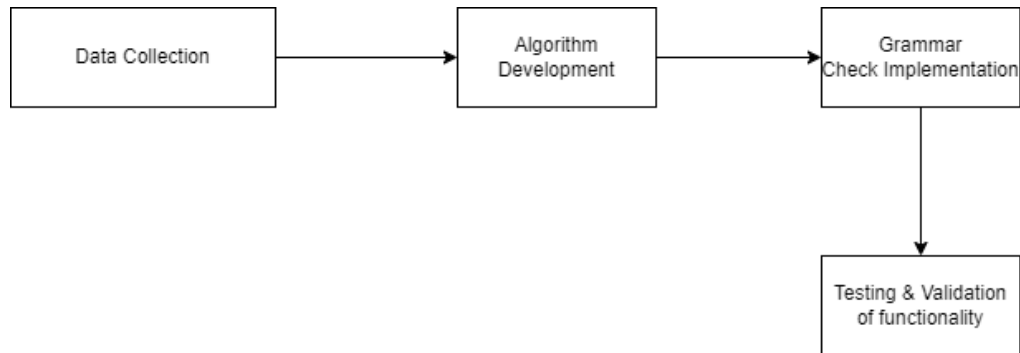 Data Collection
Algorithm
Development
Grammar
Check Implementation
Testing & Validation
of functionality